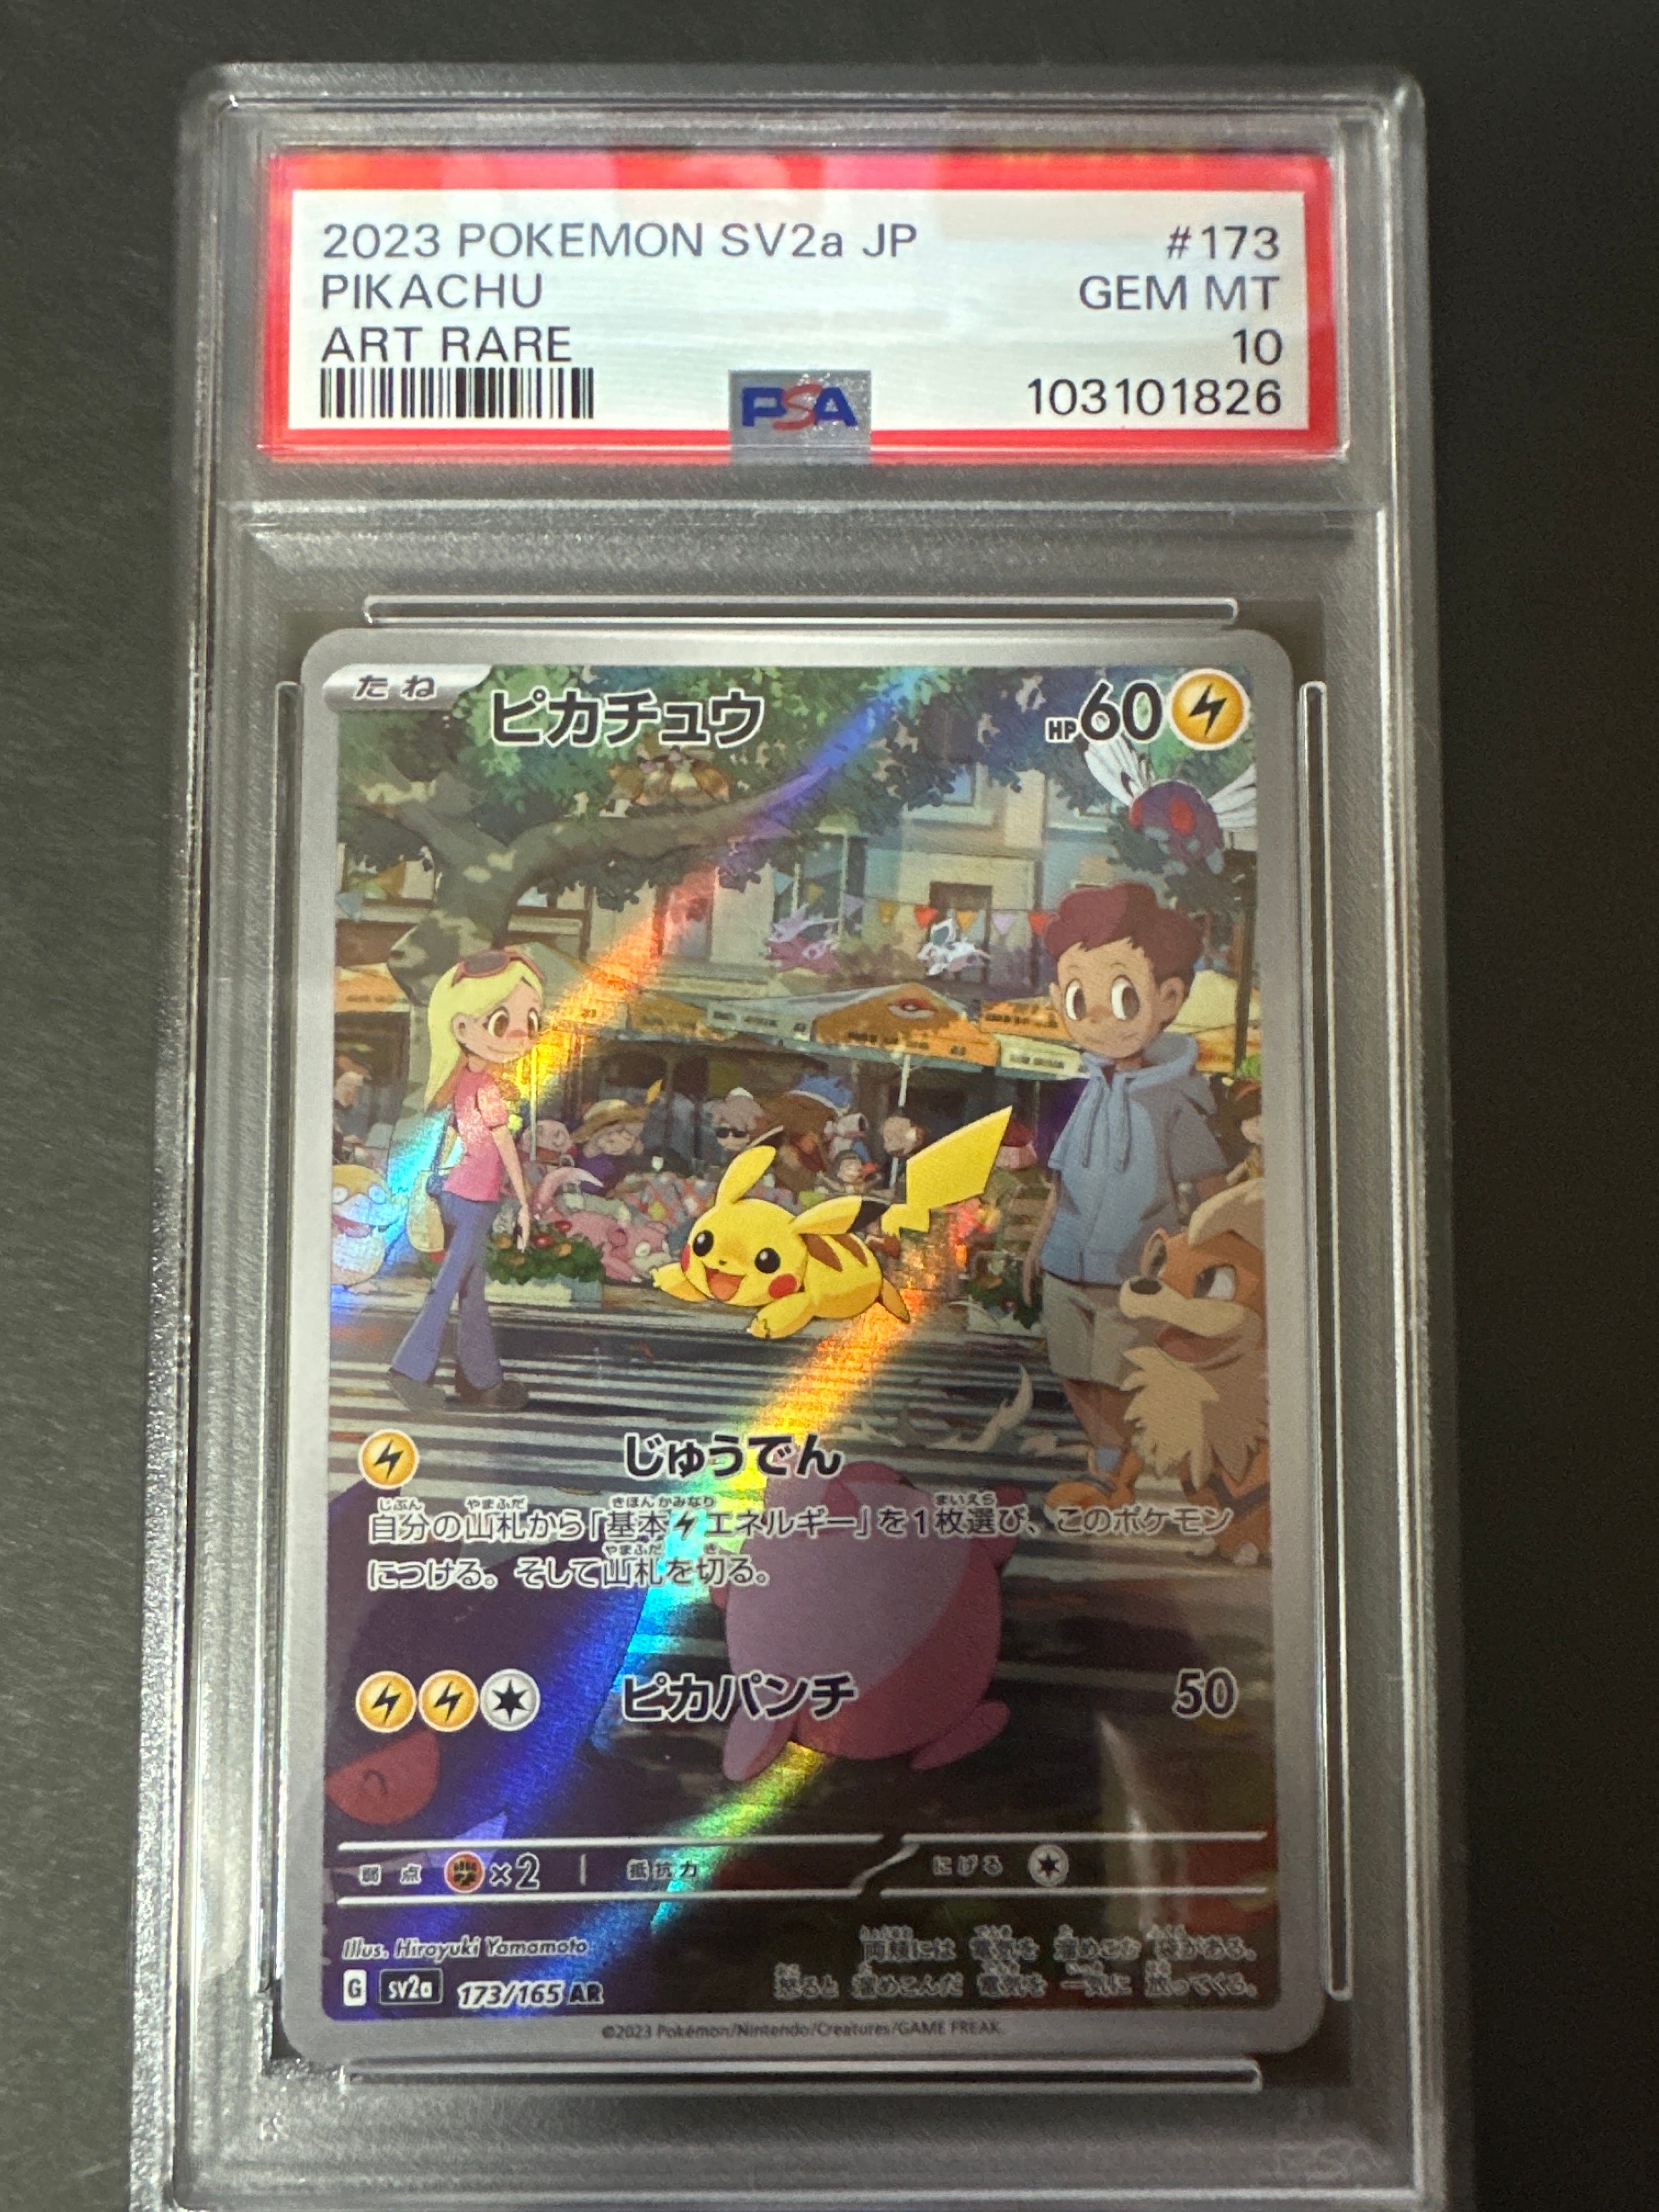 2023 POKEMON SV2a JP #173
PIKACHU GEM MT
ART RARE 10
PSA 103101826
たね ピカチュウ HP60
じゅうでん
自分の山札から「基本エネルギー」を1枚選び、このポケモン
につける。そして山札を切る。
ピカパンチ 50
弱点 ×2 抵抗力 にげる
Illus. Hiroyuki Yamamoto
両頬には 電気を 溜めこむ 袋がある。
G sv2a 173/165 AR
怒ると 溜めこんだ 電気を 一気に 放ってくる。
©2023 Pokémon/Nintendo/Creatures/GAME FREAK.